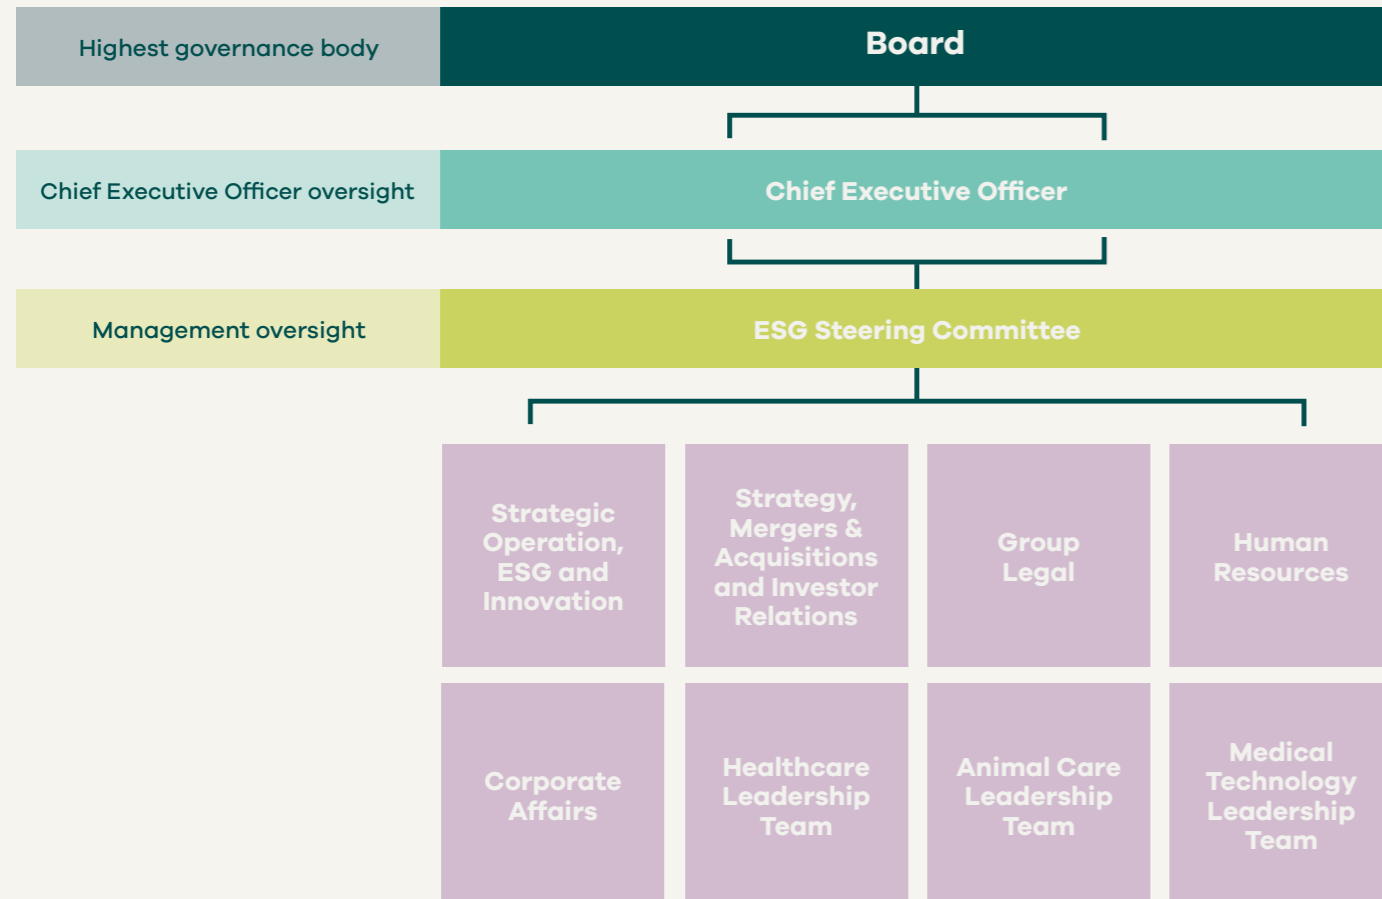 Highest governance body
Board
Chief Executive Officer oversight
Chief Executive Officer
Management oversight
ESG Steering Committee
Strategic
Operation,
ESG and
Innovation
Strategy,
Mergers &
Acquisitions
and Investor
Relations
Group
Legal
Human
Resources
Corporate
Affairs
Healthcare
Leadership
Team
Animal Care
Leadership
Team
Medical
Technology
Leadership
Team